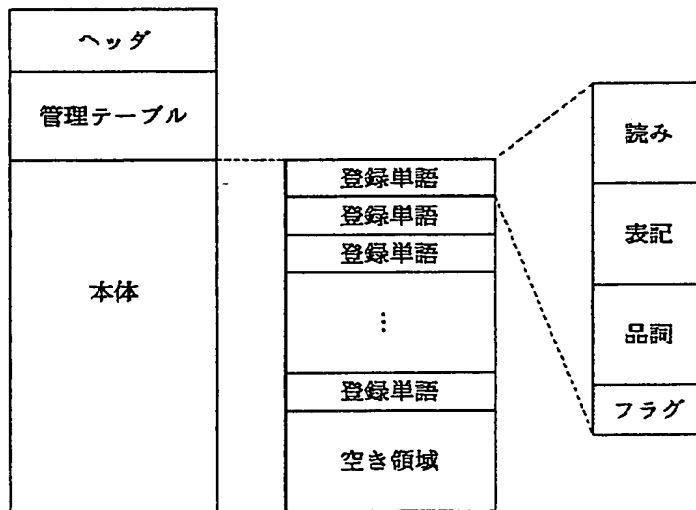 ヘッダ
管理テーブル
本体
登録単語
登録単語
登録単語
⋮
登録単語
空き領域
読み
表記
品詞
フラグ